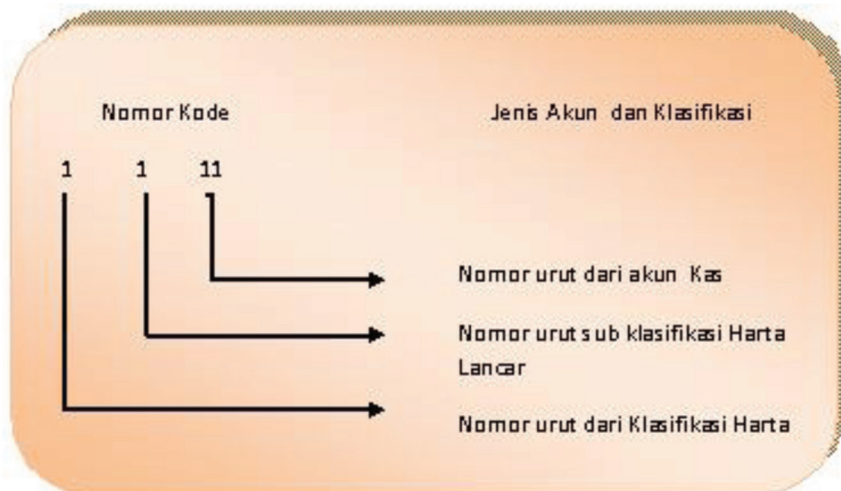 Nomor Kode Jenis Akun dan Klasifikasi
1 1 11
Nomor urut dari akun Kas
Nomor urut sub klasifikasi Harta
Lancar
Nomor urut dari Klasifikasi Harta